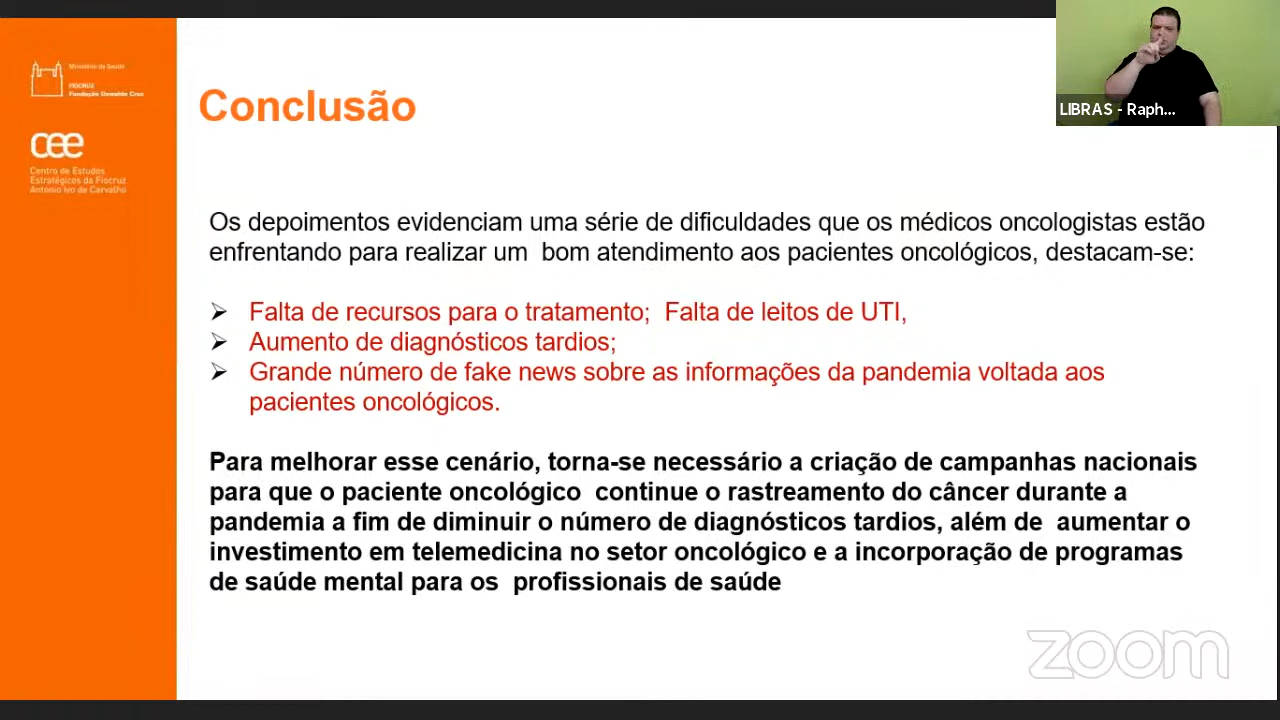 Ministério da Saúde
FIOCRUZ
Fundação Oswaldo Cruz
cee
Centro de Estudos
Estratégicos da Fiocruz
Antonio Ivo de Carvalho
Conclusão
LIBRAS - Raph...
Os depoimentos evidenciam uma série de dificuldades que os médicos oncologistas estão
enfrentando para realizar um bom atendimento aos pacientes oncológicos, destacam-se:
➢ Falta de recursos para o tratamento; Falta de leitos de UTI,
➢ Aumento de diagnósticos tardios;
➢ Grande número de fake news sobre as informações da pandemia voltada aos
pacientes oncológicos.
Para melhorar esse cenário, torna-se necessário a criação de campanhas nacionais
para que o paciente oncológico continue o rastreamento do câncer durante a
pandemia a fim de diminuir o número de diagnósticos tardios, além de aumentar o
investimento em telemedicina no setor oncológico e a incorporação de programas
de saúde mental para os profissionais de saúde
zoom